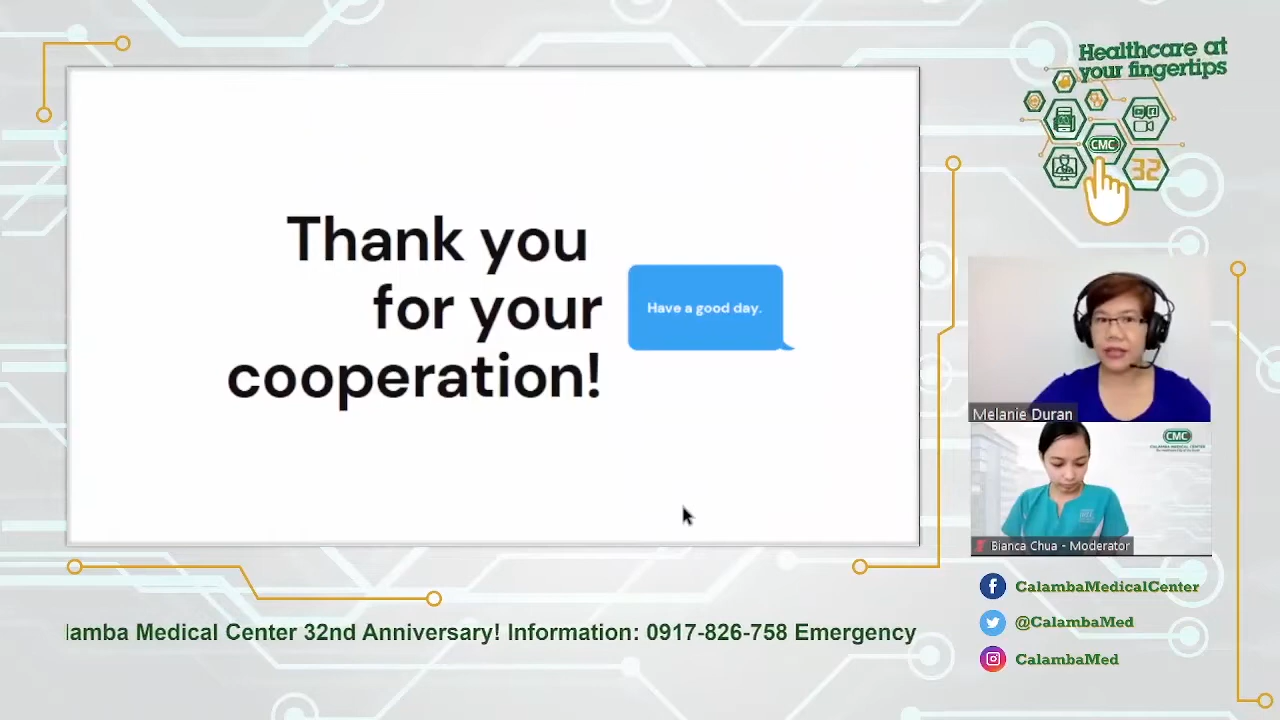 Healthcare at
your fingertips
CMC
32
Thank you
for your
cooperation!
Have a good day.
Melanie Duran
CMC
Bianca Chua - Moderator
CalambaMedicalCenter
@CalambaMed
CalambaMed
lamba Medical Center 32nd Anniversary! Information: 0917-826-758 Emergency